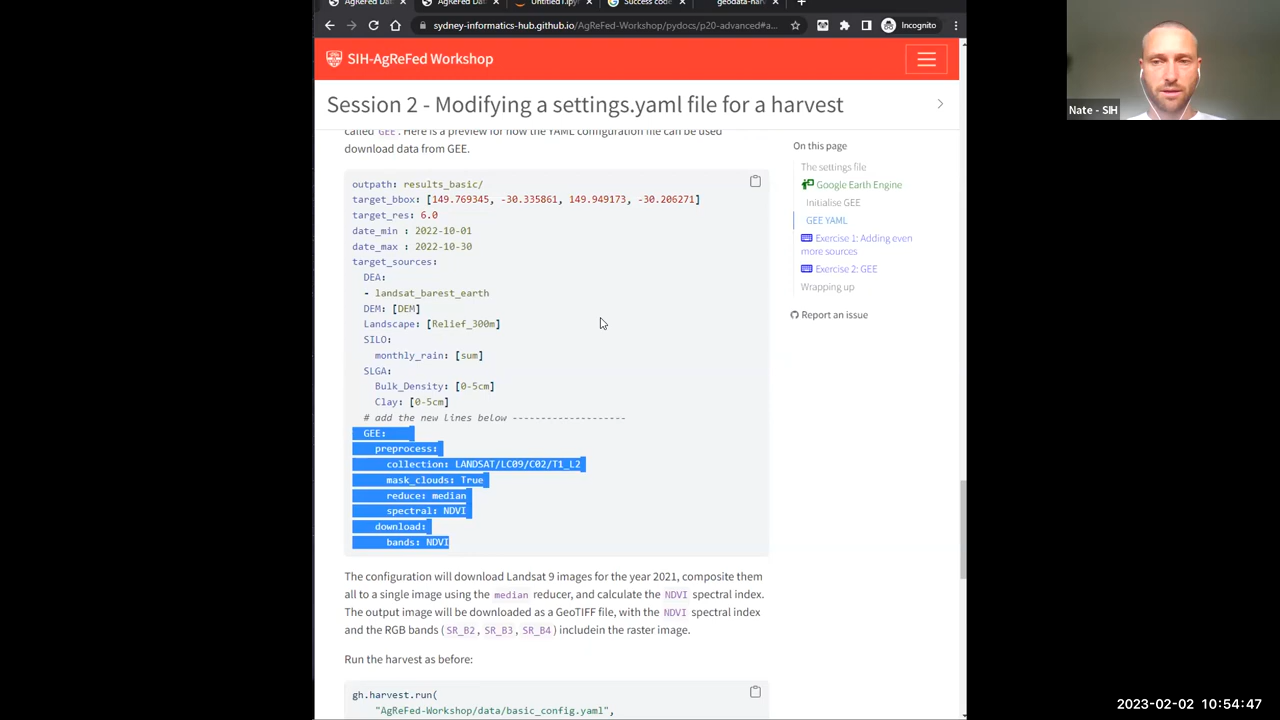 AgReFed Dat
AgReFed Dat
Untitled1.ipyn
Success code
geodata-harv
sydney-informatics-hub.github.io/AgReFed-Workshop/pydocs/p20-advanced#a...
Incognito
SIH-AgReFed Workshop
Session 2 - Modifying a settings.yaml file for a harvest
called GEE. Here is a preview for how the YAML configuration file can be used
download data from GEE.
outpath: results_basic/
target_bbox: [149.769345, -30.335861, 149.949173, -30.206271]
target_res: 6.0
date_min : 2022-10-01
date_max : 2022-10-30
target_sources:
DEA:
- landsat_barest_earth
DEM: [DEM]
Landscape: [Relief_300m]
SILO:
monthly_rain: [sum]
SLGA:
Bulk_Density: [0-5cm]
Clay: [0-5cm]
# add the new lines below -------------------
GEE:
preprocess:
collection: LANDSAT/LC09/C02/T1_L2
mask_clouds: True
reduce: median
spectral: NDVI
download:
bands: NDVI
The configuration will download Landsat 9 images for the year 2021, composite them
all to a single image using the median reducer, and calculate the NDVI spectral index.
The output image will be downloaded as a GeoTIFF file, with the NDVI spectral index
and the RGB bands (SR_B2, SR_B3, SR_B4) includein the raster image.
Run the harvest as before:
gh.harvest.run(
"AgReFed-Workshop/data/basic_config.yaml",
On this page
The settings file
Google Earth Engine
Initialise GEE
GEE YAML
Exercise 1: Adding even
more sources
Exercise 2: GEE
Wrapping up
Report an issue
Nate - SIH
2023-02-02 10:54:47